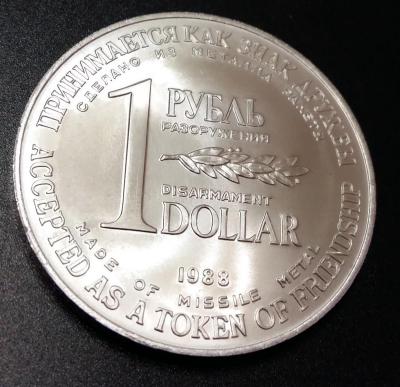 ПРИНИМАЕТСЯ КАК ЗНАК ДРУЖБЫ
СДЕЛАНО ИЗ МЕТАЛЛА РАКЕТ
1 РУБЛЬ
РАЗОРУЖЕНИЯ
DISARMAMENT
DOLLAR
1988
MADE OF MISSILE METAL
ACCEPTED AS A TOKEN OF FRIENDSHIP